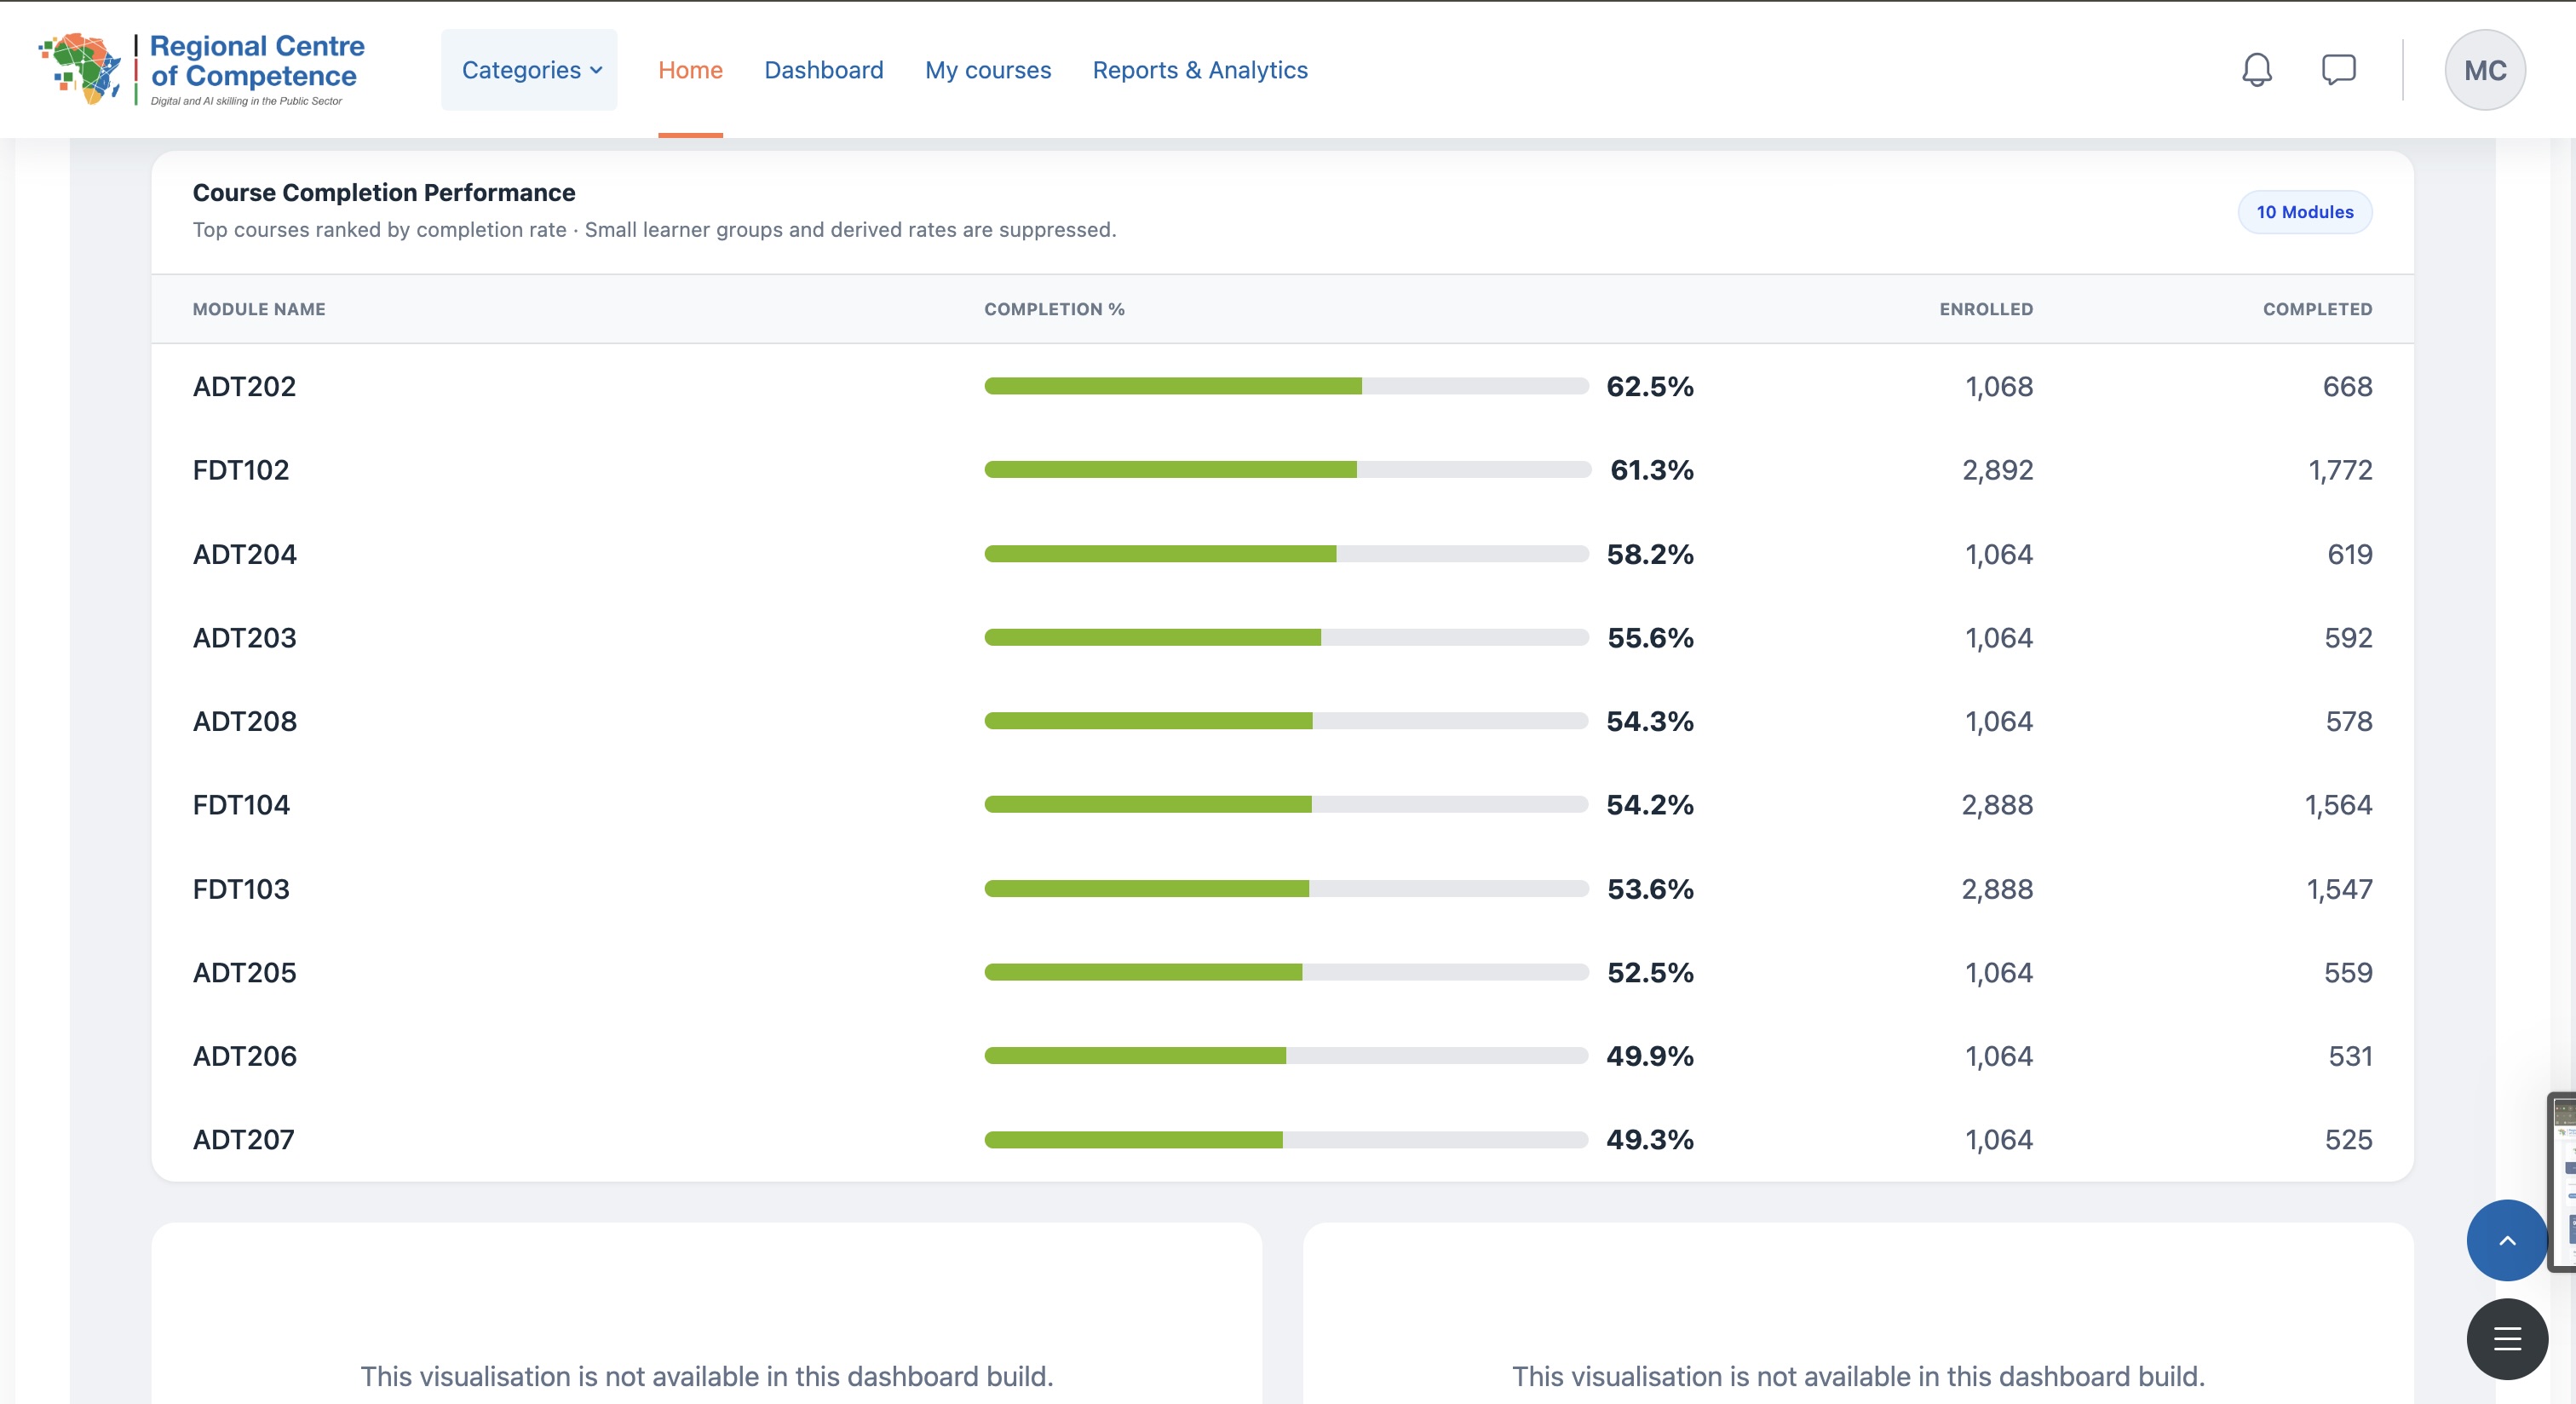 Regional Centre
of Competence
Digital and AI skilling in the Public Sector
Categories
Home
Dashboard
My courses
Reports & Analytics
MC
Course Completion Performance
Top courses ranked by completion rate · Small learner groups and derived rates are suppressed.
10 Modules
MODULE NAME COMPLETION % ENROLLED COMPLETED
ADT202 62.5% 1,068 668
FDT102 61.3% 2,892 1,772
ADT204 58.2% 1,064 619
ADT203 55.6% 1,064 592
ADT208 54.3% 1,064 578
FDT104 54.2% 2,888 1,564
FDT103 53.6% 2,888 1,547
ADT205 52.5% 1,064 559
ADT206 49.9% 1,064 531
ADT207 49.3% 1,064 525
This visualisation is not available in this dashboard build.
This visualisation is not available in this dashboard build.